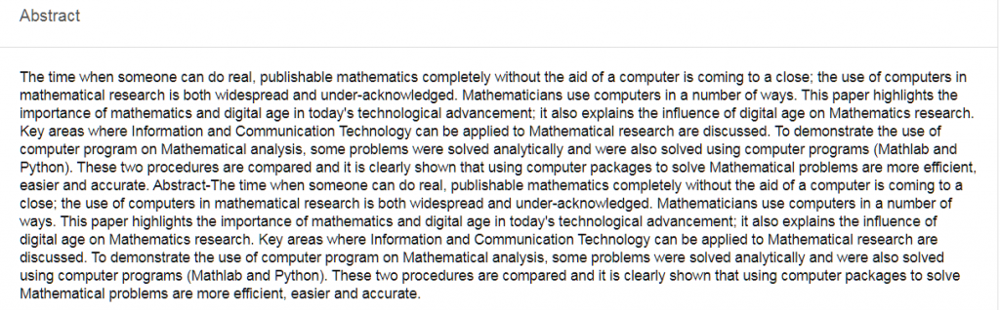 Abstract
The time when someone can do real, publishable mathematics completely without the aid of a computer is coming to a close; the use of computers in
mathematical research is both widespread and under-acknowledged. Mathematicians use computers in a number of ways. This paper highlights the
importance of mathematics and digital age in today's technological advancement; it also explains the influence of digital age on Mathematics research.
Key areas where Information and Communication Technology can be applied to Mathematical research are discussed. To demonstrate the use of
computer program on Mathematical analysis, some problems were solved analytically and were also solved using computer programs (Mathlab and
Python). These two procedures are compared and it is clearly shown that using computer packages to solve Mathematical problems are more efficient,
easier and accurate. Abstract-The time when someone can do real, publishable mathematics completely without the aid of a computer is coming to a
close; the use of computers in mathematical research is both widespread and under-acknowledged. Mathematicians use computers in a number of
ways. This paper highlights the importance of mathematics and digital age in today's technological advancement; it also explains the influence of
digital age on Mathematics research. Key areas where Information and Communication Technology can be applied to Mathematical research are
discussed. To demonstrate the use of computer program on Mathematical analysis, some problems were solved analytically and were also solved
using computer programs (Mathlab and Python). These two procedures are compared and it is clearly shown that using computer packages to solve
Mathematical problems are more efficient, easier and accurate.